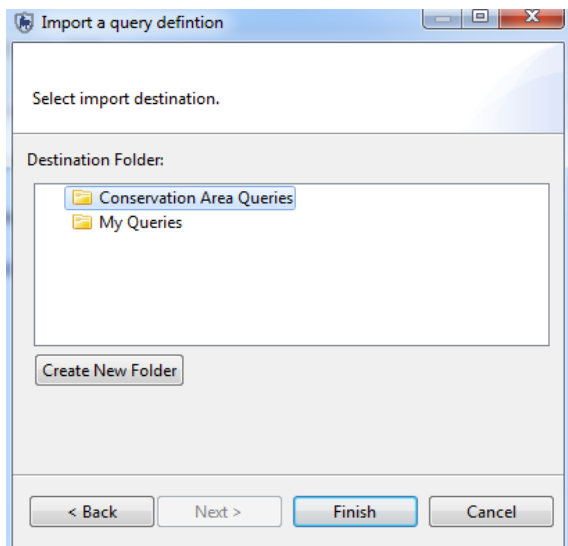 Import a query defintion
Select import destination.
Destination Folder:
Conservation Area Queries
My Queries
Create New Folder
< Back Next > Finish Cancel